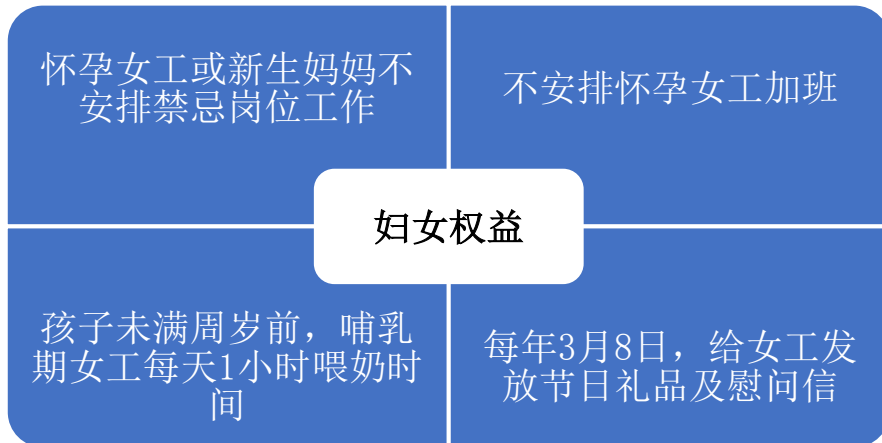 怀孕女工或新生妈妈不
安排禁忌岗位工作
不安排怀孕女工加班
妇女权益
孩子未满周岁前，哺乳
期女工每天1小时喂奶时
间
每年3月8日，给女工发
放节日礼品及慰问信